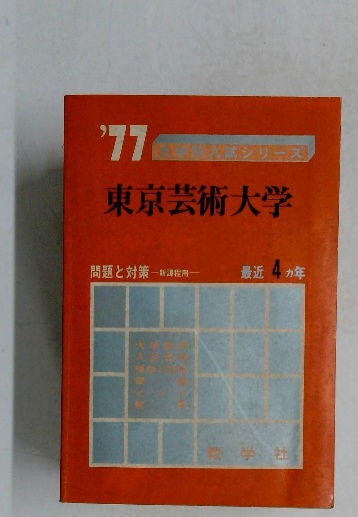 '77
大学別入試シリーズ
東京芸術大学
問題と対策—新課程用—
最近4カ年
教学社